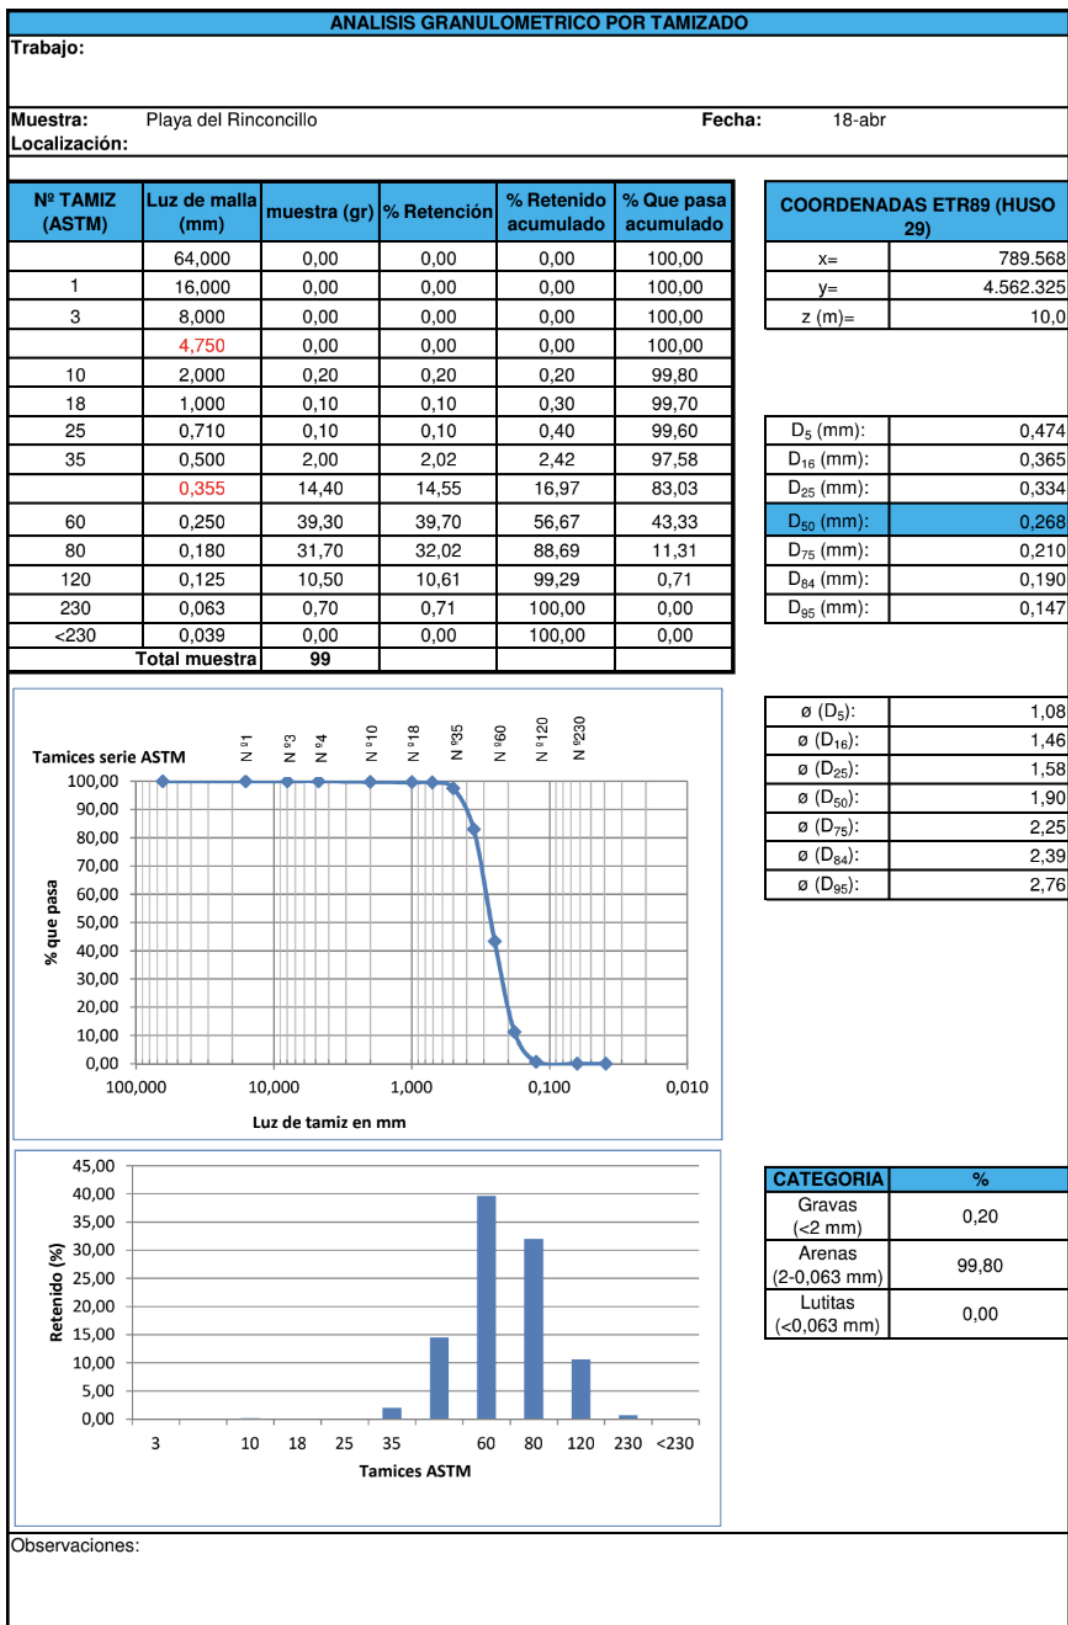 ANALISIS GRANULOMETRICO POR TAMIZADO
Trabajo:
Muestra: Playa del Rinconcillo Fecha: 18-abr
Localización:
Nº TAMIZ (ASTM) Luz de malla (mm) muestra (gr) % Retención % Retenido acumulado % Que pasa acumulado
64,000 0,00 0,00 0,00 100,00
1 16,000 0,00 0,00 0,00 100,00
3 8,000 0,00 0,00 0,00 100,00
4,750 0,00 0,00 0,00 100,00
10 2,000 0,20 0,20 0,20 99,80
18 1,000 0,10 0,10 0,30 99,70
25 0,710 0,10 0,10 0,40 99,60
35 0,500 2,00 2,02 2,42 97,58
0,355 14,40 14,55 16,97 83,03
60 0,250 39,30 39,70 56,67 43,33
80 0,180 31,70 32,02 88,69 11,31
120 0,125 10,50 10,61 99,29 0,71
230 0,063 0,70 0,71 100,00 0,00
<230 0,039 0,00 0,00 100,00 0,00
Total muestra 99
COORDENADAS ETR89 (HUSO 29)
x= 789.568
y= 4.562.325
z (m)= 10,0
D5 (mm): 0,474
D16 (mm): 0,365
D25 (mm): 0,334
D50 (mm): 0,268
D75 (mm): 0,210
D84 (mm): 0,190
D95 (mm): 0,147
ø (D5): 1,08
ø (D16): 1,46
ø (D25): 1,58
ø (D50): 1,90
ø (D75): 2,25
ø (D84): 2,39
ø (D95): 2,76
Tamices serie ASTM
N º1 N º3 N º4 N º10 N º18 N º35 N º60 N º120 N º230
100,00
90,00
80,00
70,00
60,00
50,00
40,00
30,00
20,00
10,00
0,00
% que pasa
100,000 10,000 1,000 0,100 0,010
Luz de tamiz en mm
45,00
40,00
35,00
30,00
25,00
20,00
15,00
10,00
5,00
0,00
Retenido (%)
3 10 18 25 35 60 80 120 230 <230
Tamices ASTM
CATEGORIA %
Gravas (<2 mm) 0,20
Arenas (2-0,063 mm) 99,80
Lutitas (<0,063 mm) 0,00
Observaciones: